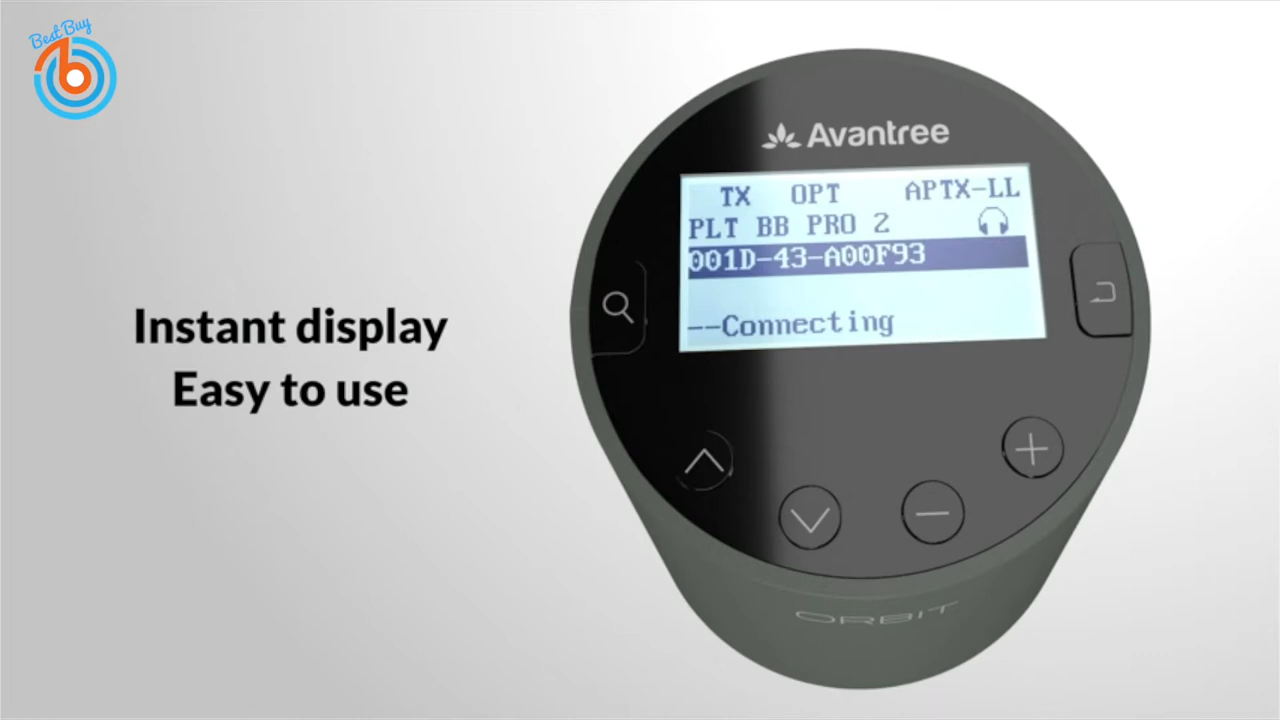 Best Buy
Avantree
TX OPT APTX-LL
PLT BB PRO 2
001D-43-A00F93
--Connecting
Instant display
Easy to use
ORBIT